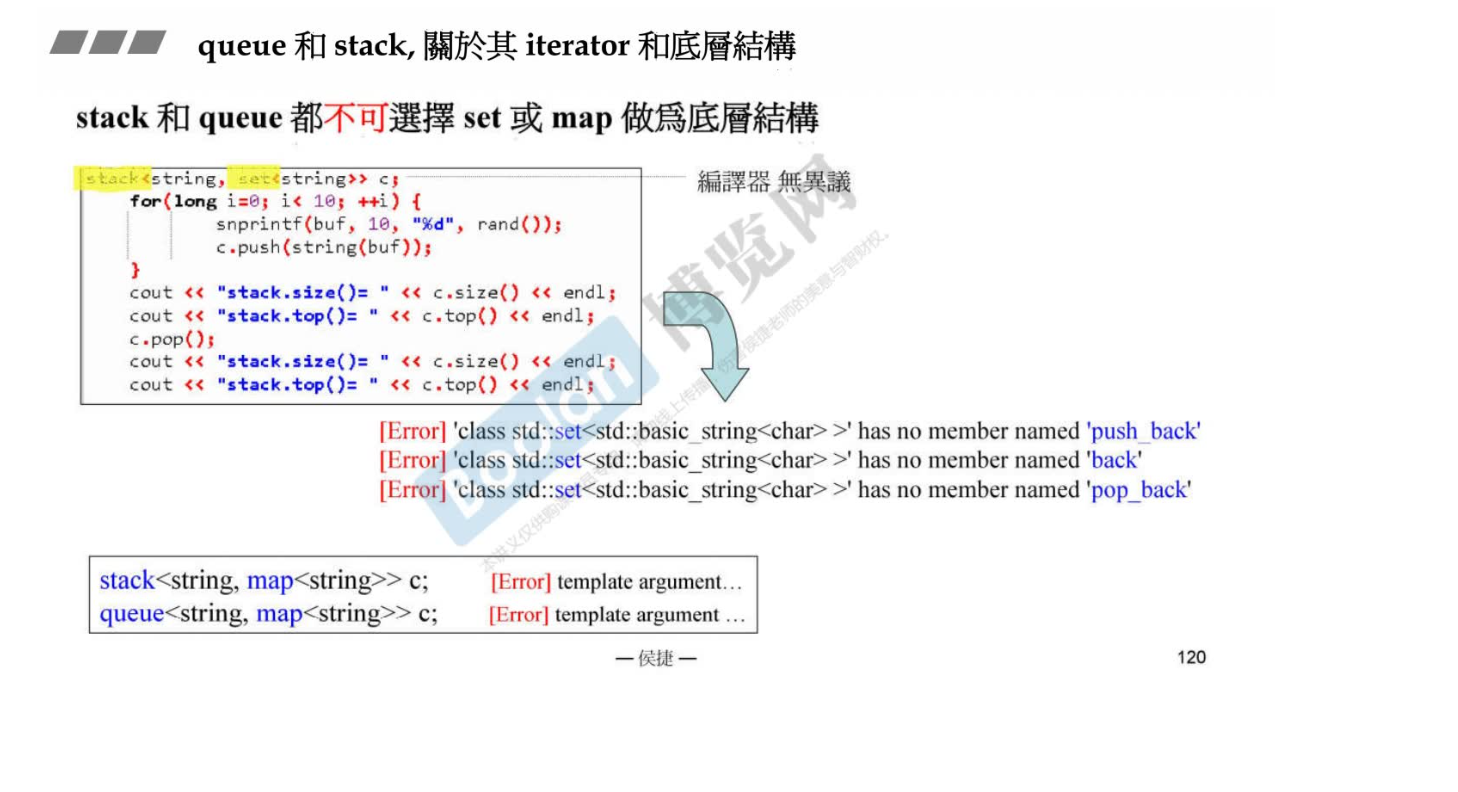 queue 和 stack, 關於其 iterator 和底層結構
stack 和 queue 都不可選擇 set 或 map 做爲底層結構
stack<string, set<string>> c;
編譯器 無異議
for(long i=0; i< 10; ++i) {
snprintf(buf, 10, "%d", rand());
c.push(string(buf));
}
cout << "stack.size()= " << c.size() << endl;
cout << "stack.top()= " << c.top() << endl;
c.pop();
cout << "stack.size()= " << c.size() << endl;
cout << "stack.top()= " << c.top() << endl;
[Error] 'class std::set<std::basic_string<char> >' has no member named 'push_back'
[Error] 'class std::set<std::basic_string<char> >' has no member named 'back'
[Error] 'class std::set<std::basic_string<char> >' has no member named 'pop_back'
stack<string, map<string>> c; [Error] template argument…
queue<string, map<string>> c; [Error] template argument …
— 侯捷 —
120
Boolan 博览网